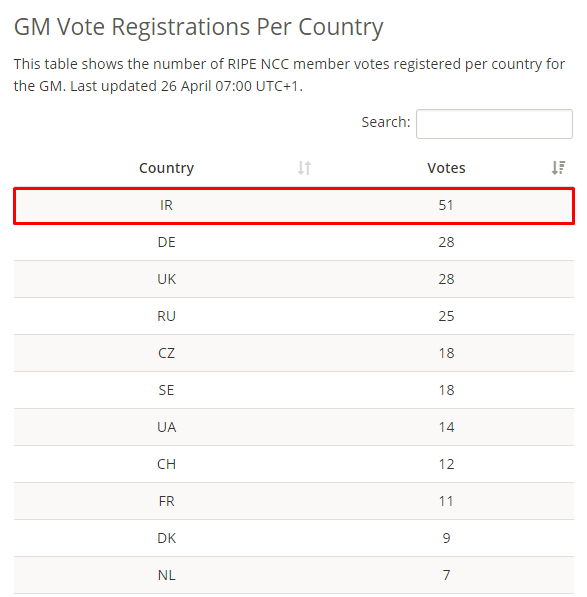 GM Vote Registrations Per Country
This table shows the number of RIPE NCC member votes registered per country for
the GM. Last updated 26 April 07:00 UTC+1.
Search:
Country Votes
IR 51
DE 28
UK 28
RU 25
CZ 18
SE 18
UA 14
CH 12
FR 11
DK 9
NL 7